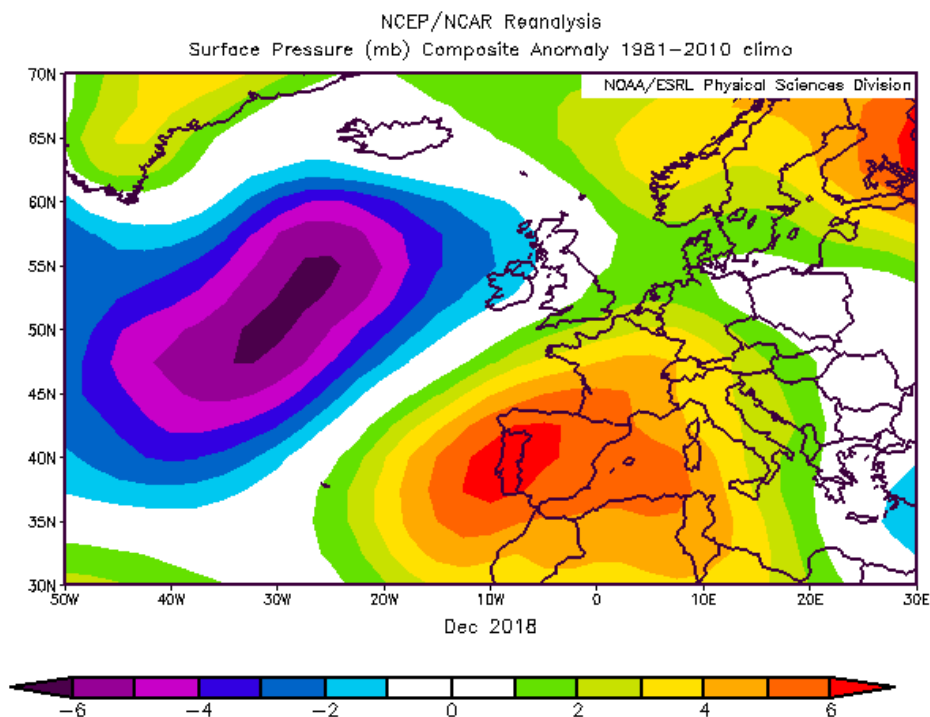 NCEP/NCAR Reanalysis
Surface Pressure (mb) Composite Anomaly 1981-2010 climo
NOAA/ESRL Physical Sciences Division
70N
65N
60N
55N
50N
45N
40N
35N
30N
50W 40W 30W 20W 10W 0 10E 20E 30E
Dec 2018
-6 -4 -2 0 2 4 6